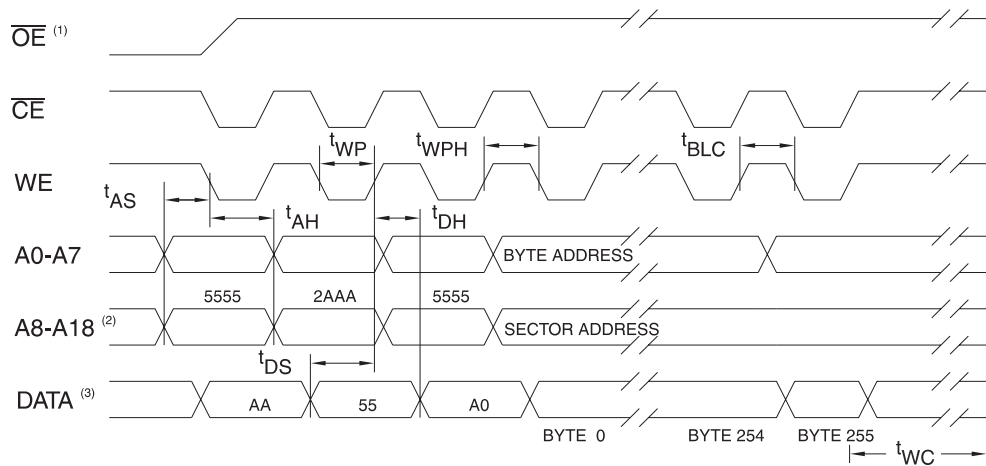 OE (1)
CE
tWP
tWPH
tBLC
WE
tAS
tAH
tDH
A0-A7
BYTE ADDRESS
5555
2AAA
5555
A8-A18 (2)
SECTOR ADDRESS
tDS
DATA (3)
AA
55
A0
BYTE 0
BYTE 254
BYTE 255
tWC